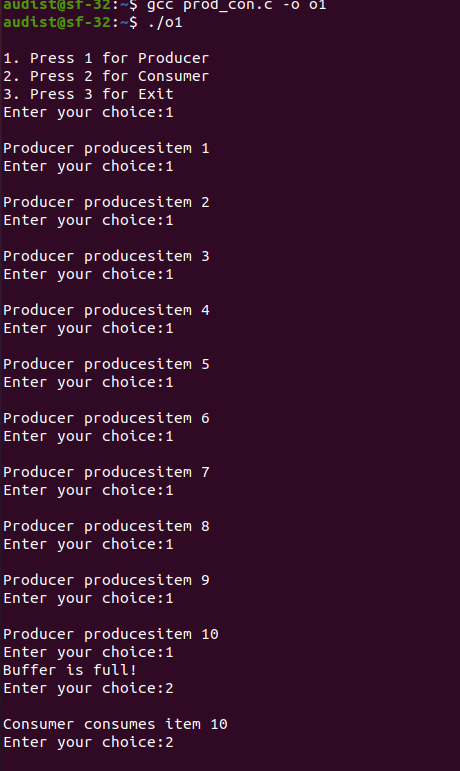 audist@sf-32:~$ gcc prod_con.c -o o1
audist@sf-32:~$ ./o1
1. Press 1 for Producer
2. Press 2 for Consumer
3. Press 3 for Exit
Enter your choice:1
Producer producesitem 1
Enter your choice:1
Producer producesitem 2
Enter your choice:1
Producer producesitem 3
Enter your choice:1
Producer producesitem 4
Enter your choice:1
Producer producesitem 5
Enter your choice:1
Producer producesitem 6
Enter your choice:1
Producer producesitem 7
Enter your choice:1
Producer producesitem 8
Enter your choice:1
Producer producesitem 9
Enter your choice:1
Producer producesitem 10
Enter your choice:1
Buffer is full!
Enter your choice:2
Consumer consumes item 10
Enter your choice:2